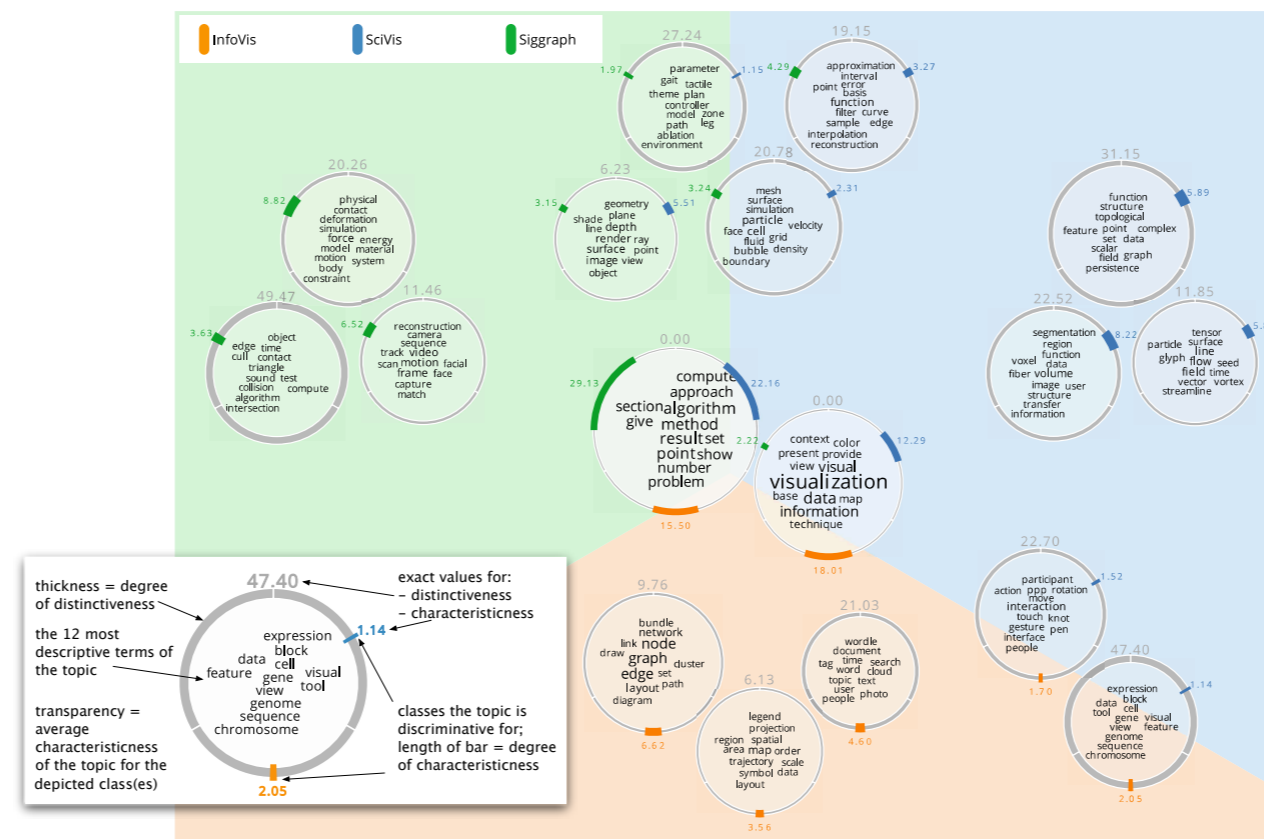 InfoVis
SciVis
Siggraph
27.24
1.97
1.15
parameter
gait tactile
theme plan
controller
model zone
path leg
ablation
environment
19.15
4.29
3.27
approximation
interval
point error
basis
function
filter curve
sample edge
interpolation
reconstruction
20.26
8.82
physical
contact
deformation
simulation
force energy
model material
motion system
body
constraint
6.23
3.15
5.51
geometry
plane
shade
line depth
render ray
surface point
image view
object
20.78
3.24
2.31
mesh
surface
simulation
particle
velocity
face cell
fluid grid
bubble density
boundary
31.15
5.89
function
structure
topological
feature point complex
set data
scalar
field graph
persistence
49.47
3.63
object
edge time
cull contact
triangle
sound test
collision compute
algorithm
intersection
11.46
6.52
reconstruction
camera
sequence
track video
scan motion facial
frame face
capture
match
22.52
8.22
segmentation
region
function
voxel data
fiber volume
image user
structure
transfer
information
11.85
tensor
surface
particle line
glyph flow seed
field time
vector vortex
streamline
0.00
29.13
22.16
compute
approach
section algorithm
give method
result set
point show
number
problem
15.50
0.00
2.22
12.29
context color
present provide
view visual
visualization
base data map
information
technique
18.01
9.76
bundle
network
link node
draw graph cluster
edge set
layout path
diagram
6.62
21.03
wordle
document
tag time search
word cloud
topic text
user
people photo
4.60
6.13
legend
projection
region spatial
area map order
trajectory scale
symbol data
layout
3.56
22.70
1.52
participant
action ppp rotation
move
interaction
touch knot
gesture pen
interface
people
1.70
47.40
1.14
expression
block
data cell
tool gene visual
view feature
genome
sequence
chromosome
2.05
thickness = degree
of distinctiveness
the 12 most
descriptive terms of
the topic
transparency =
average
characteristicness
of the topic for the
depicted class(es)
47.40
1.14
expression
block
data cell
feature gene visual
view tool
genome
sequence
chromosome
2.05
exact values for:
– distinctiveness
– characteristicness
classes the topic is
discriminative for;
length of bar = degree
of characteristicness